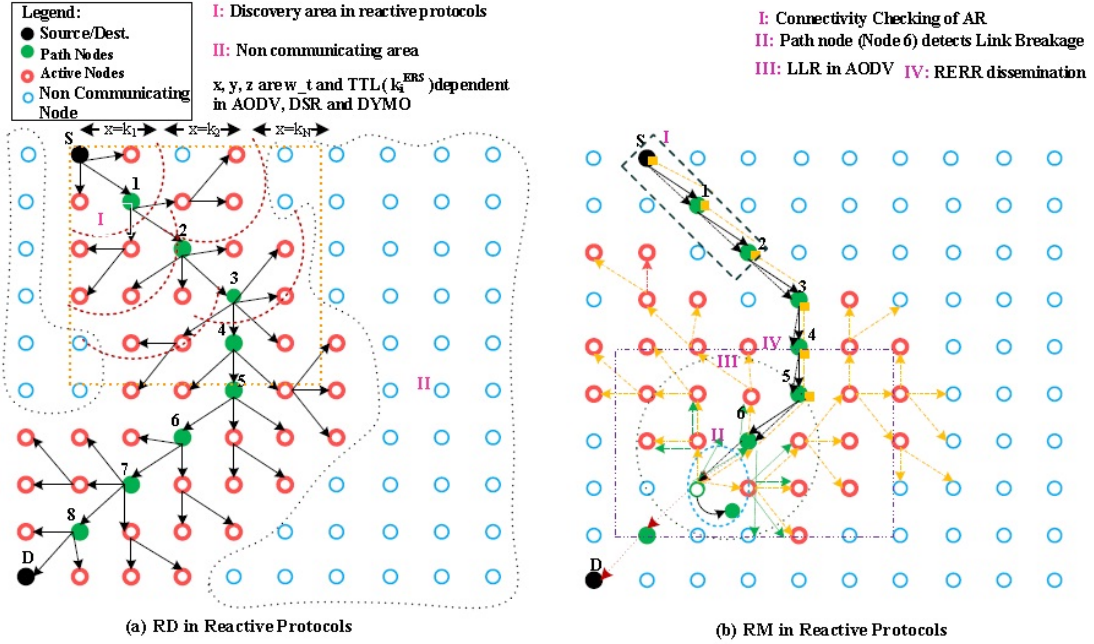 Legend:
Source/Dest.
Path Nodes
Active Nodes
Non Communicating
Node
I: Discovery area in reactive protocols
II: Non communicating area
x, y, z are w_t and TTL( k_i^ERS )dependent
in AODV, DSR and DYMO
x=k1
x=k2
x=kN
S
1
I
2
3
4
5
II
6
7
8
D
(a) RD in Reactive Protocols
I: Connectivity Checking of AR
II: Path node (Node 6) detects Link Breakage
III: LLR in AODV
IV: RERR dissemination
S
I
1
2
3
IV
4
III
5
6
II
D
(b) RM in Reactive Protocols